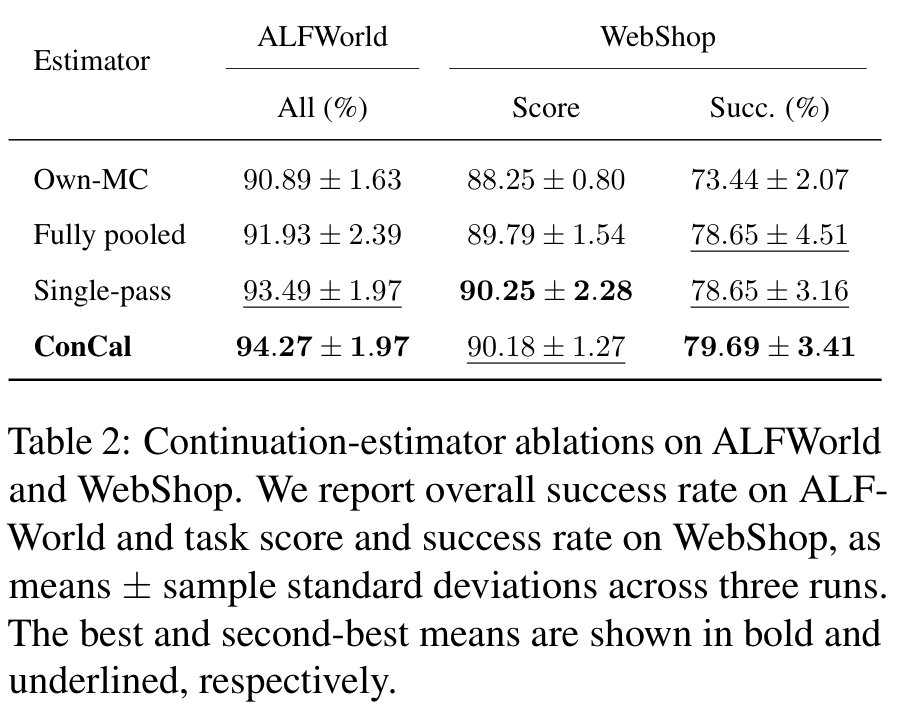 Estimator ALFWorld WebShop
All (%) Score Succ. (%)
Own-MC 90.89 ± 1.63 88.25 ± 0.80 73.44 ± 2.07
Fully pooled 91.93 ± 2.39 89.79 ± 1.54 78.65 ± 4.51
Single-pass 93.49 ± 1.97 90.25 ± 2.28 78.65 ± 3.16
ConCal 94.27 ± 1.97 90.18 ± 1.27 79.69 ± 3.41
Table 2: Continuation-estimator ablations on ALFWorld
and WebShop. We report overall success rate on ALF-
World and task score and success rate on WebShop, as
means ± sample standard deviations across three runs.
The best and second-best means are shown in bold and
underlined, respectively.